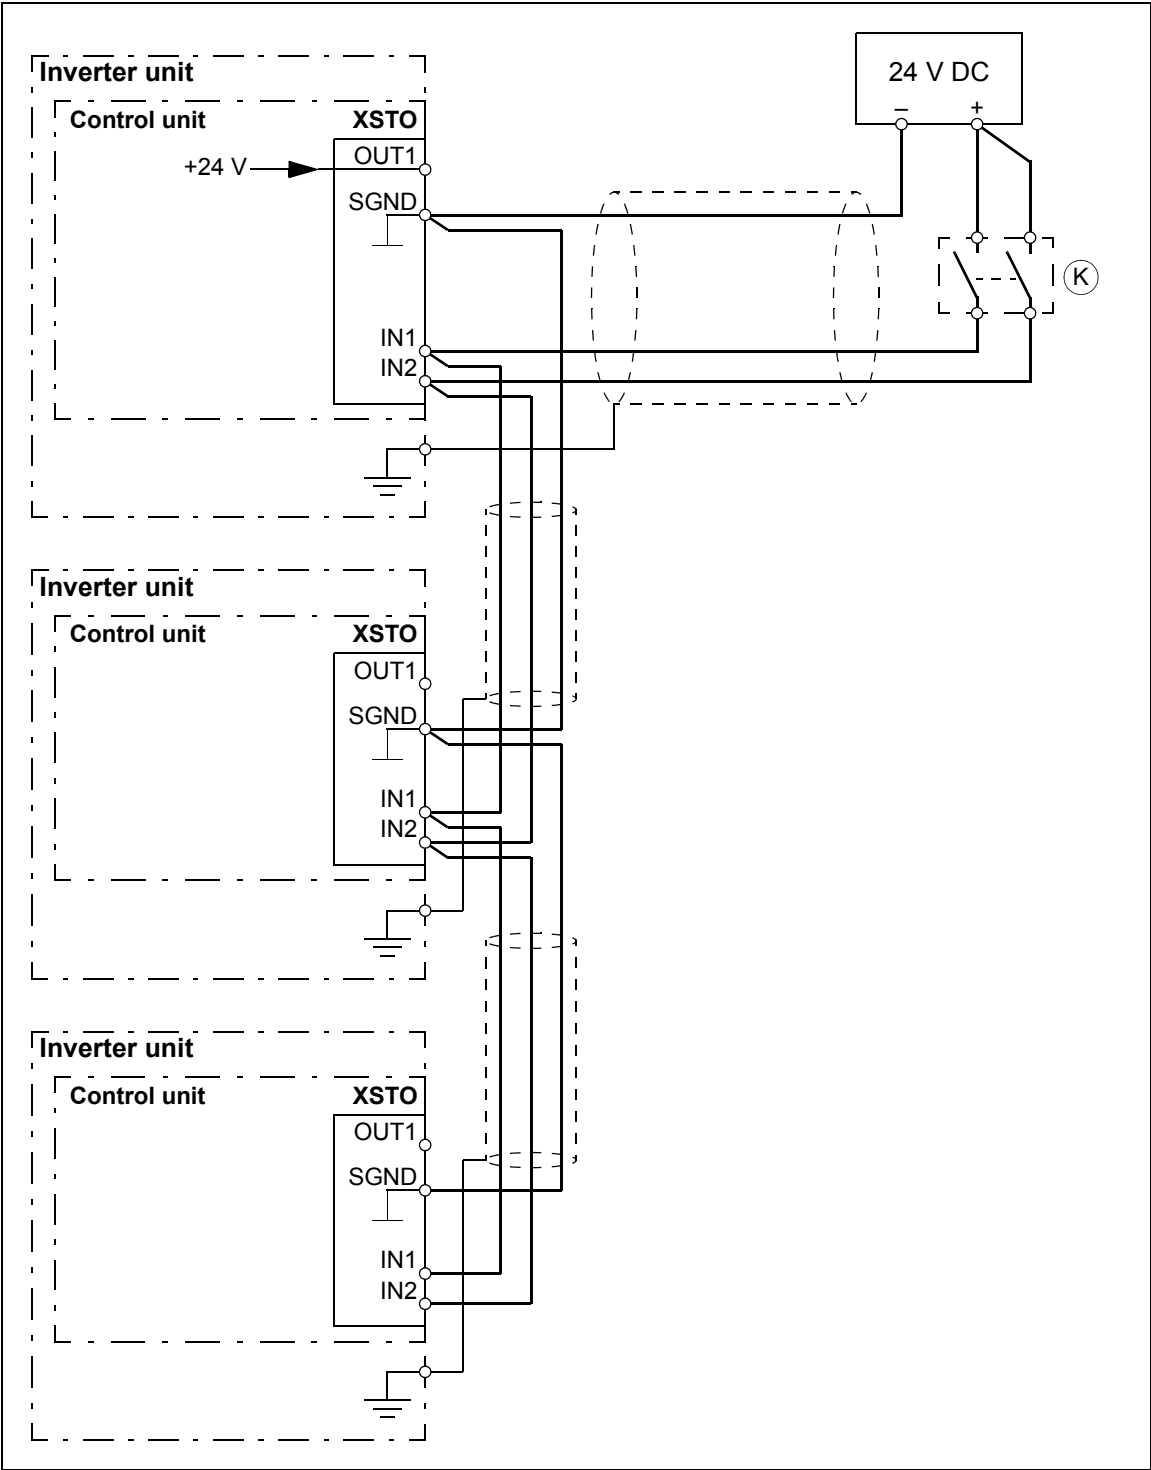 24 V DC
– +
Inverter unit
Control unit XSTO
+24 V OUT1
SGND
IN1
IN2
K
Inverter unit
Control unit XSTO
OUT1
SGND
IN1
IN2
Inverter unit
Control unit XSTO
OUT1
SGND
IN1
IN2